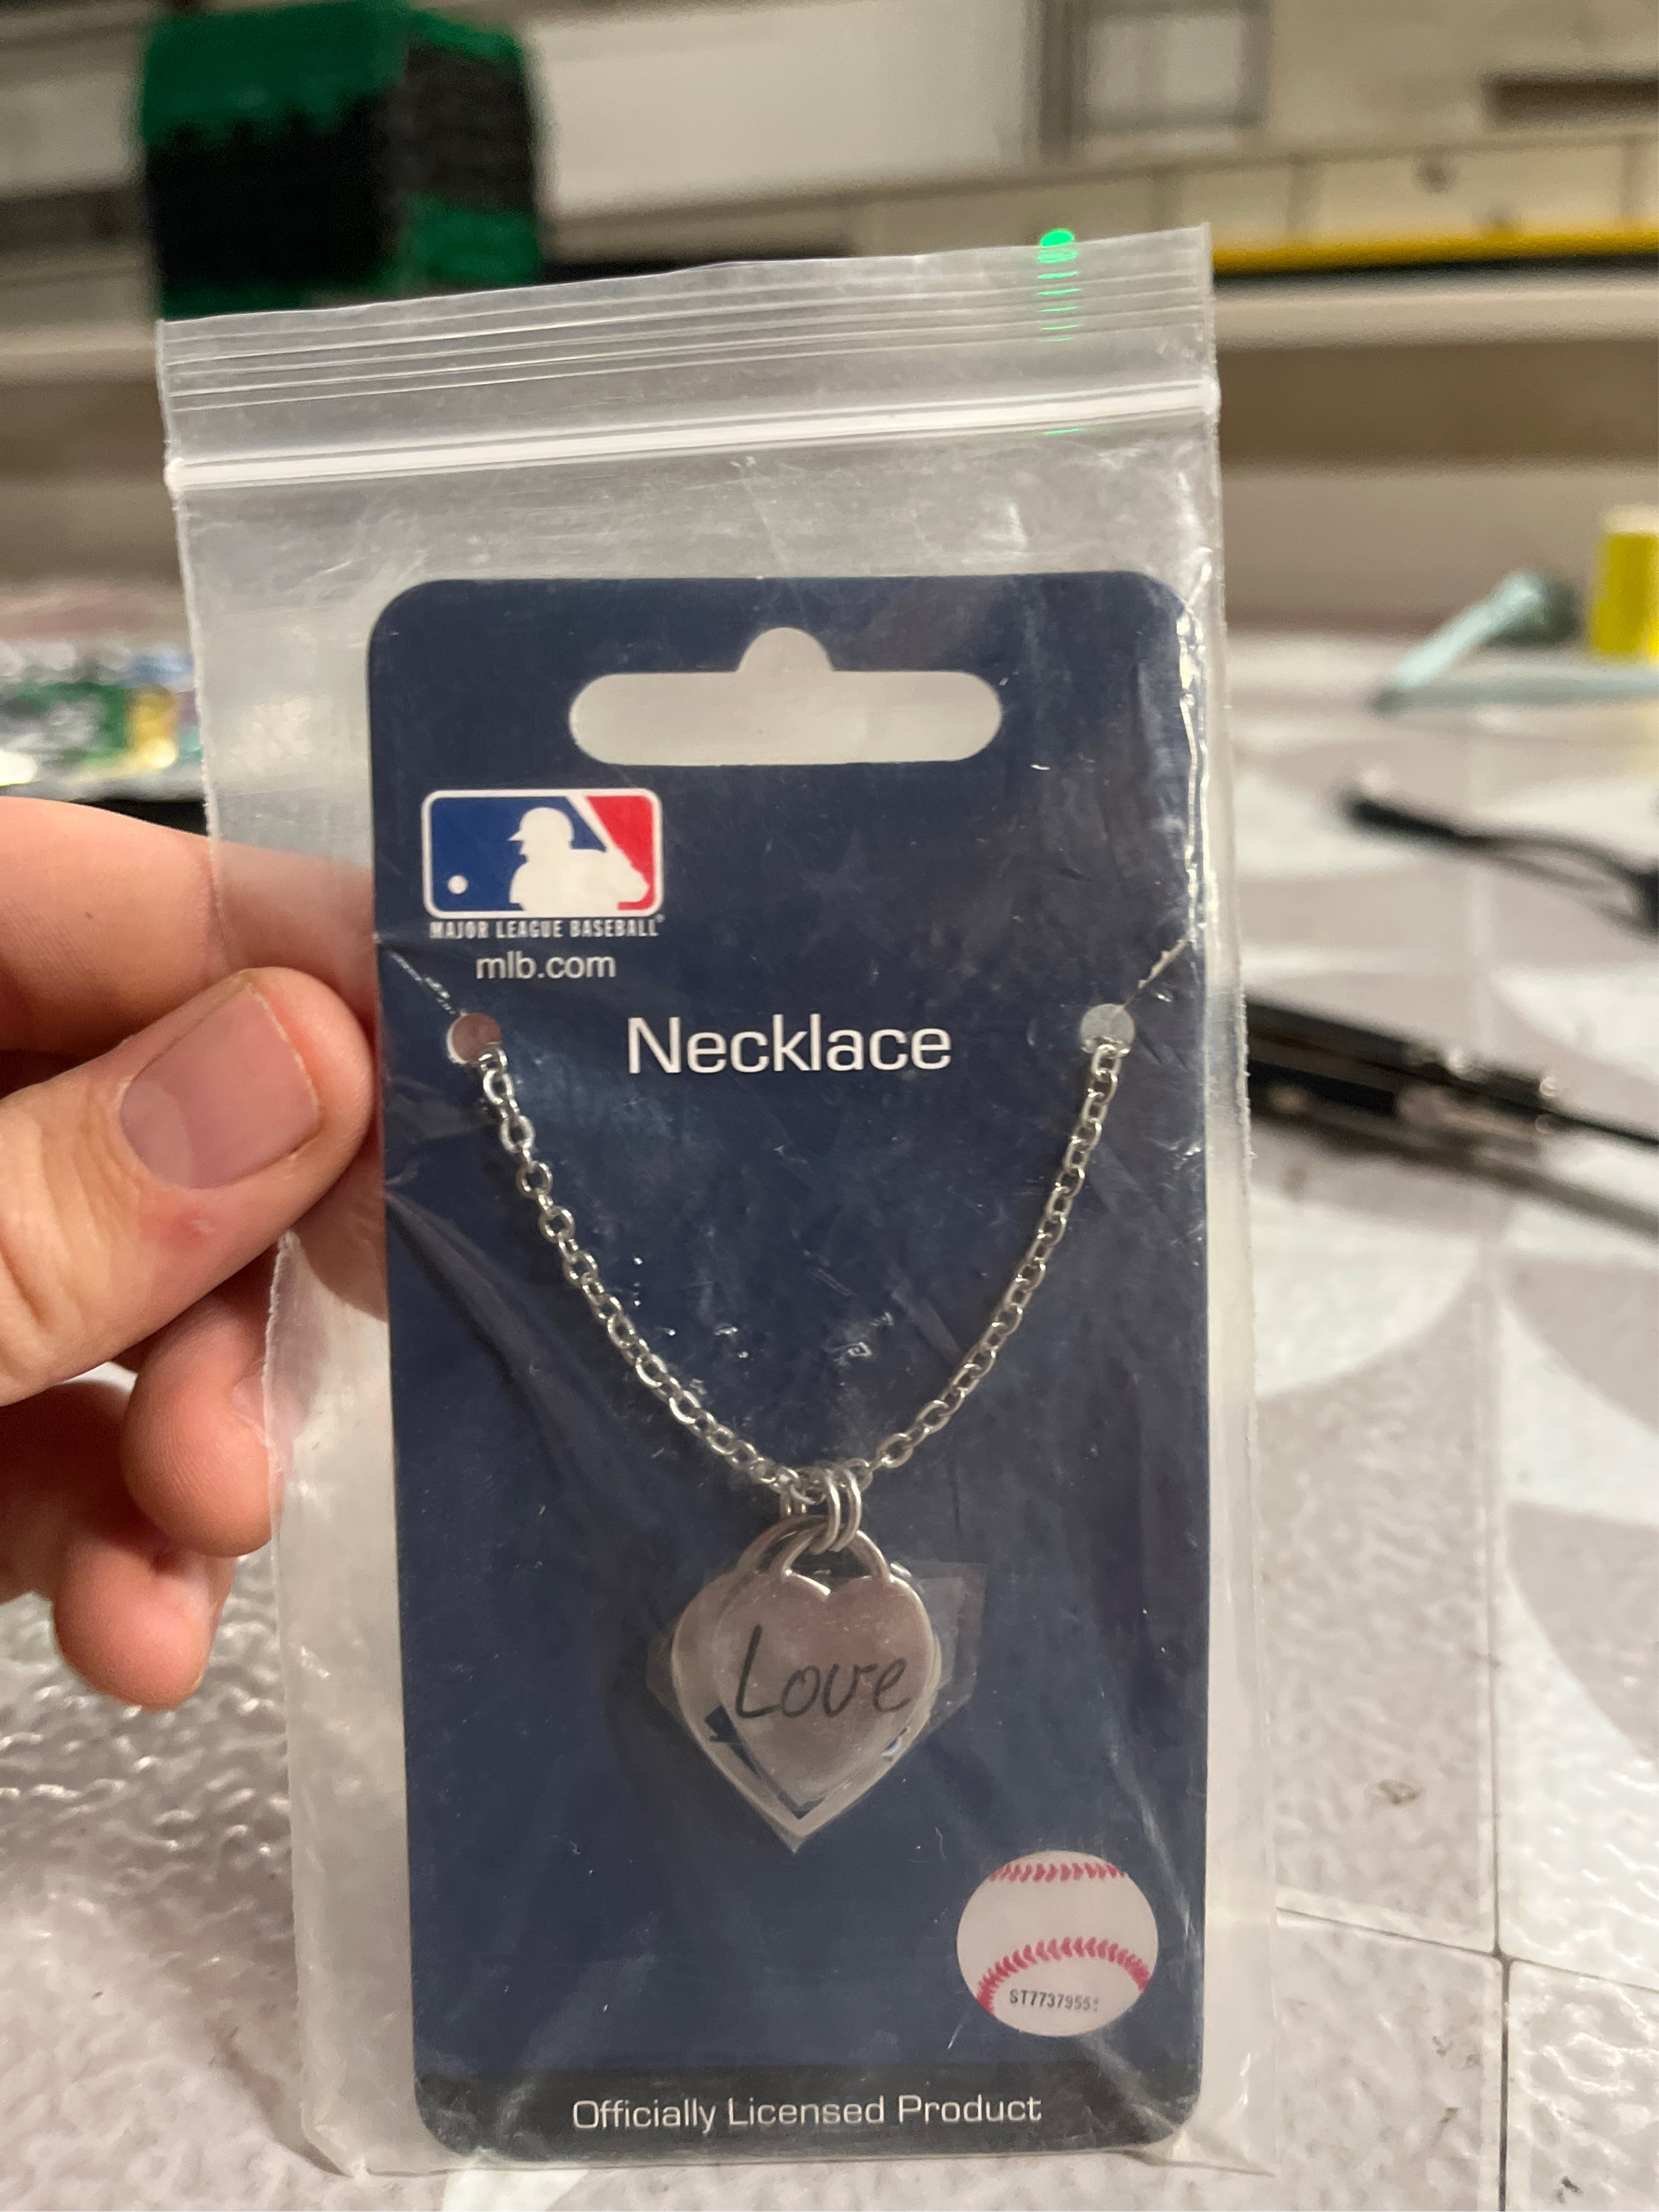 MAJOR LEAGUE BASEBALL
mlb.com
Necklace
Love
Officially Licensed Product